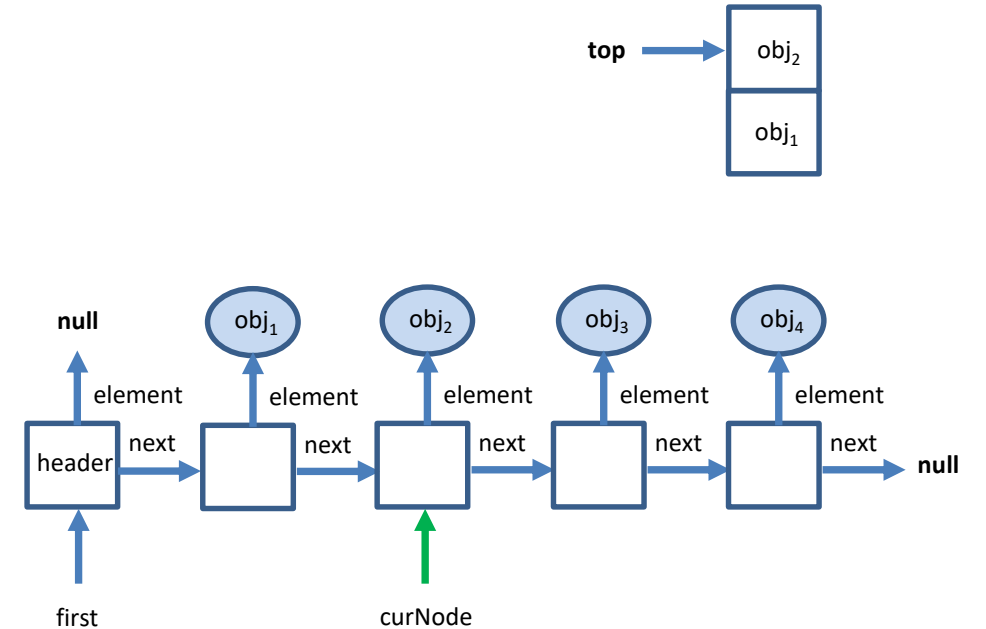 top
obj₂
obj₁
null
obj₁
obj₂
obj₃
obj₄
element
element
element
element
element
header
next
next
next
next
next
null
first
curNode